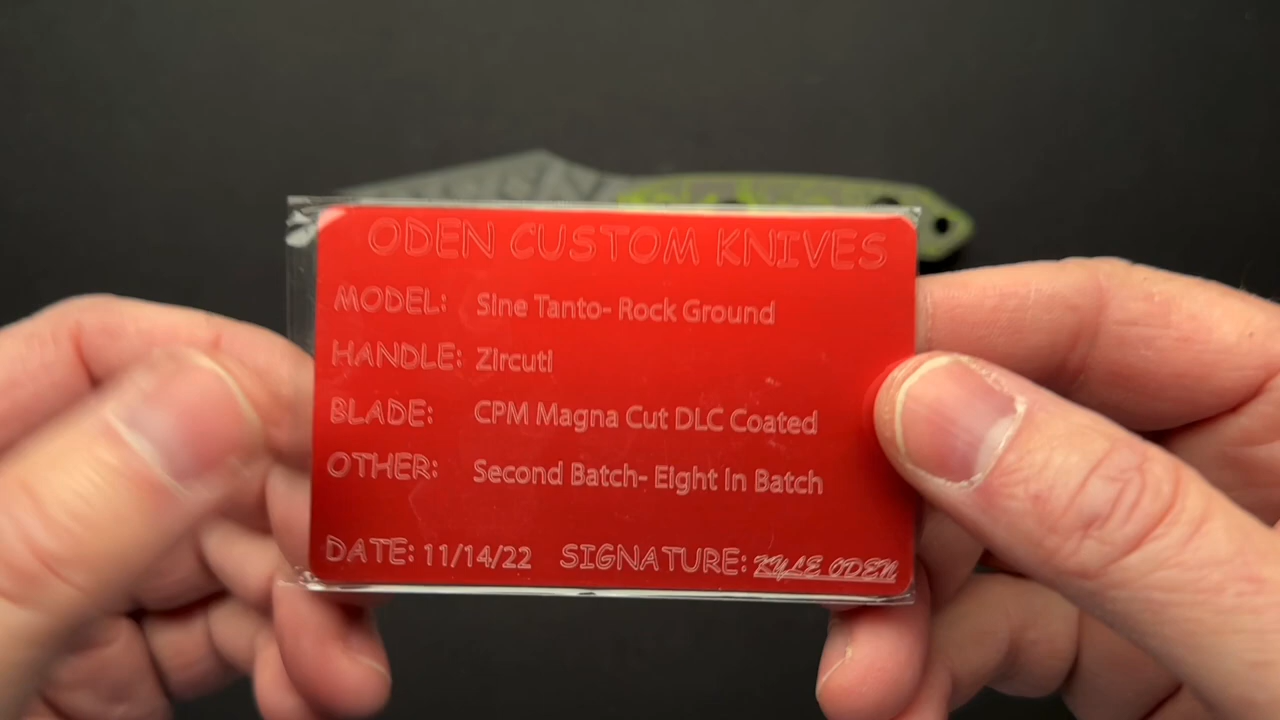 ODEN CUSTOM KNIVES
MODEL: Sine Tanto- Rock Ground
HANDLE: Zircuti
BLADE: CPM Magna Cut DLC Coated
OTHER: Second Batch- Eight In Batch
DATE: 11/14/22 SIGNATURE: KYLE ODEN